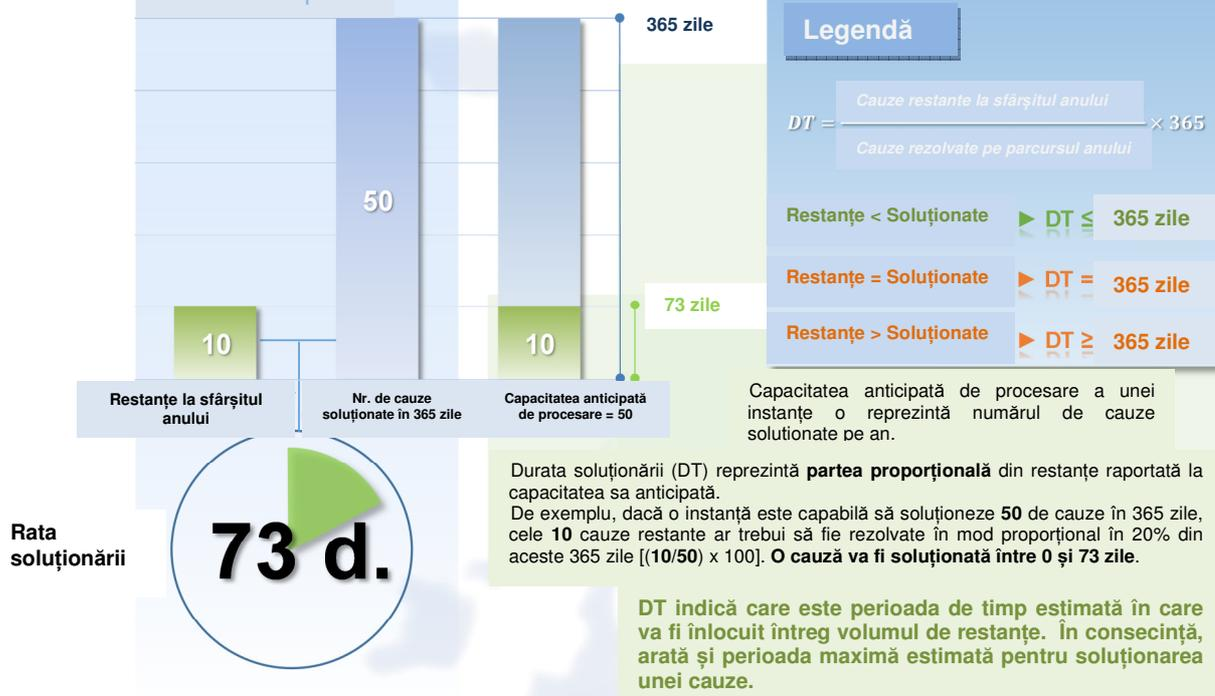 365 zile
50
10
10
73 zile
Restanțe la sfârșitul
anului
Nr. de cauze
soluționate în 365 zile
Capacitatea anticipată
de procesare = 50
Rata
soluționării
73 d.
Legendă
Cauze restante la sfârșitul anului
DT = × 365
Cauze rezolvate pe parcursul anului
Restanțe < Soluționate ► DT ≤ 365 zile
Restanțe = Soluționate ► DT = 365 zile
Restanțe > Soluționate ► DT ≥ 365 zile
Capacitatea anticipată de procesare a unei
instanțe o reprezintă numărul de cauze
soluționate pe an.
Durata soluționării (DT) reprezintă partea proporțională din restanțe raportată la
capacitatea sa anticipată.
De exemplu, dacă o instanță este capabilă să soluționeze 50 de cauze în 365 zile,
cele 10 cauze restante ar trebui să fie rezolvate în mod proporțional în 20% din
aceste 365 zile [(10/50) x 100]. O cauză va fi soluționată între 0 și 73 zile.
DT indică care este perioada de timp estimată în care
va fi înlocuit întreg volumul de restanțe. În consecință,
arată și perioada maximă estimată pentru soluționarea
unei cauze.